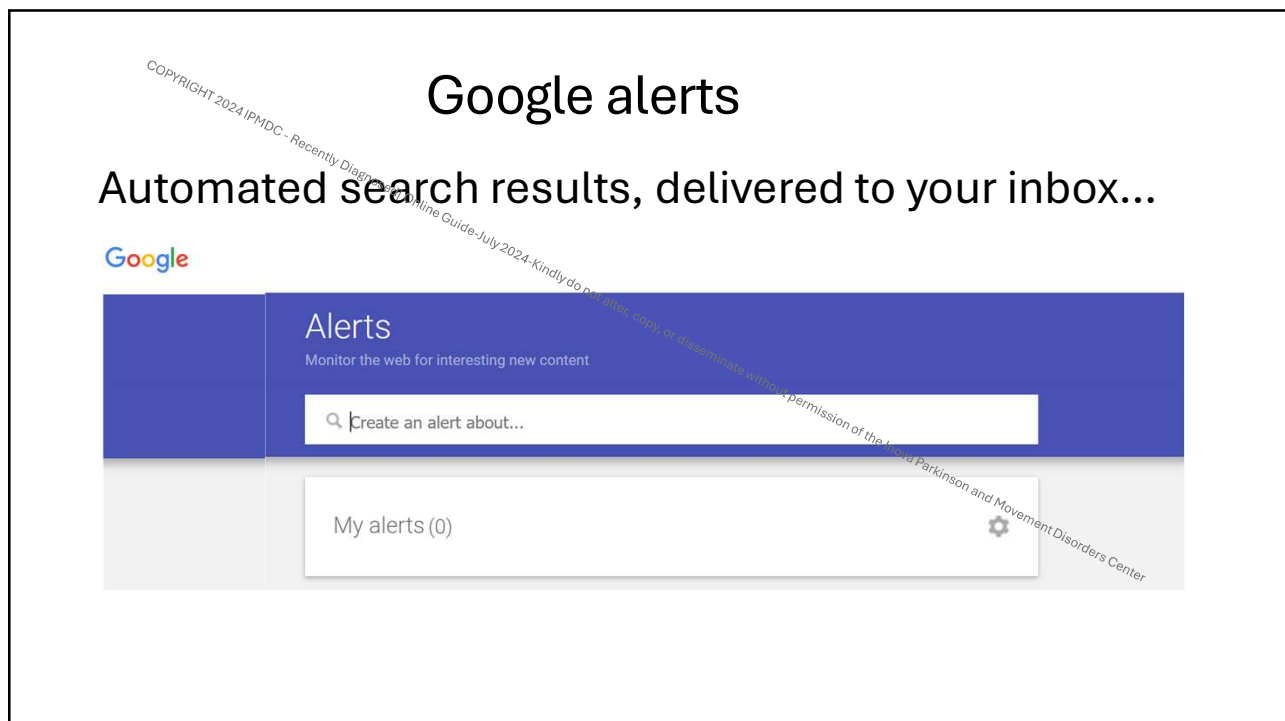 Google alerts
COPYRIGHT 2024 IPMDC - Recently Diagnosed Online Guide-July 2024-Kindly do not alter, copy, or disseminate without permission of the Inova Parkinson and Movement Disorders Center
Automated search results, delivered to your inbox...
Google
Alerts
Monitor the web for interesting new content
Create an alert about...
My alerts (0)